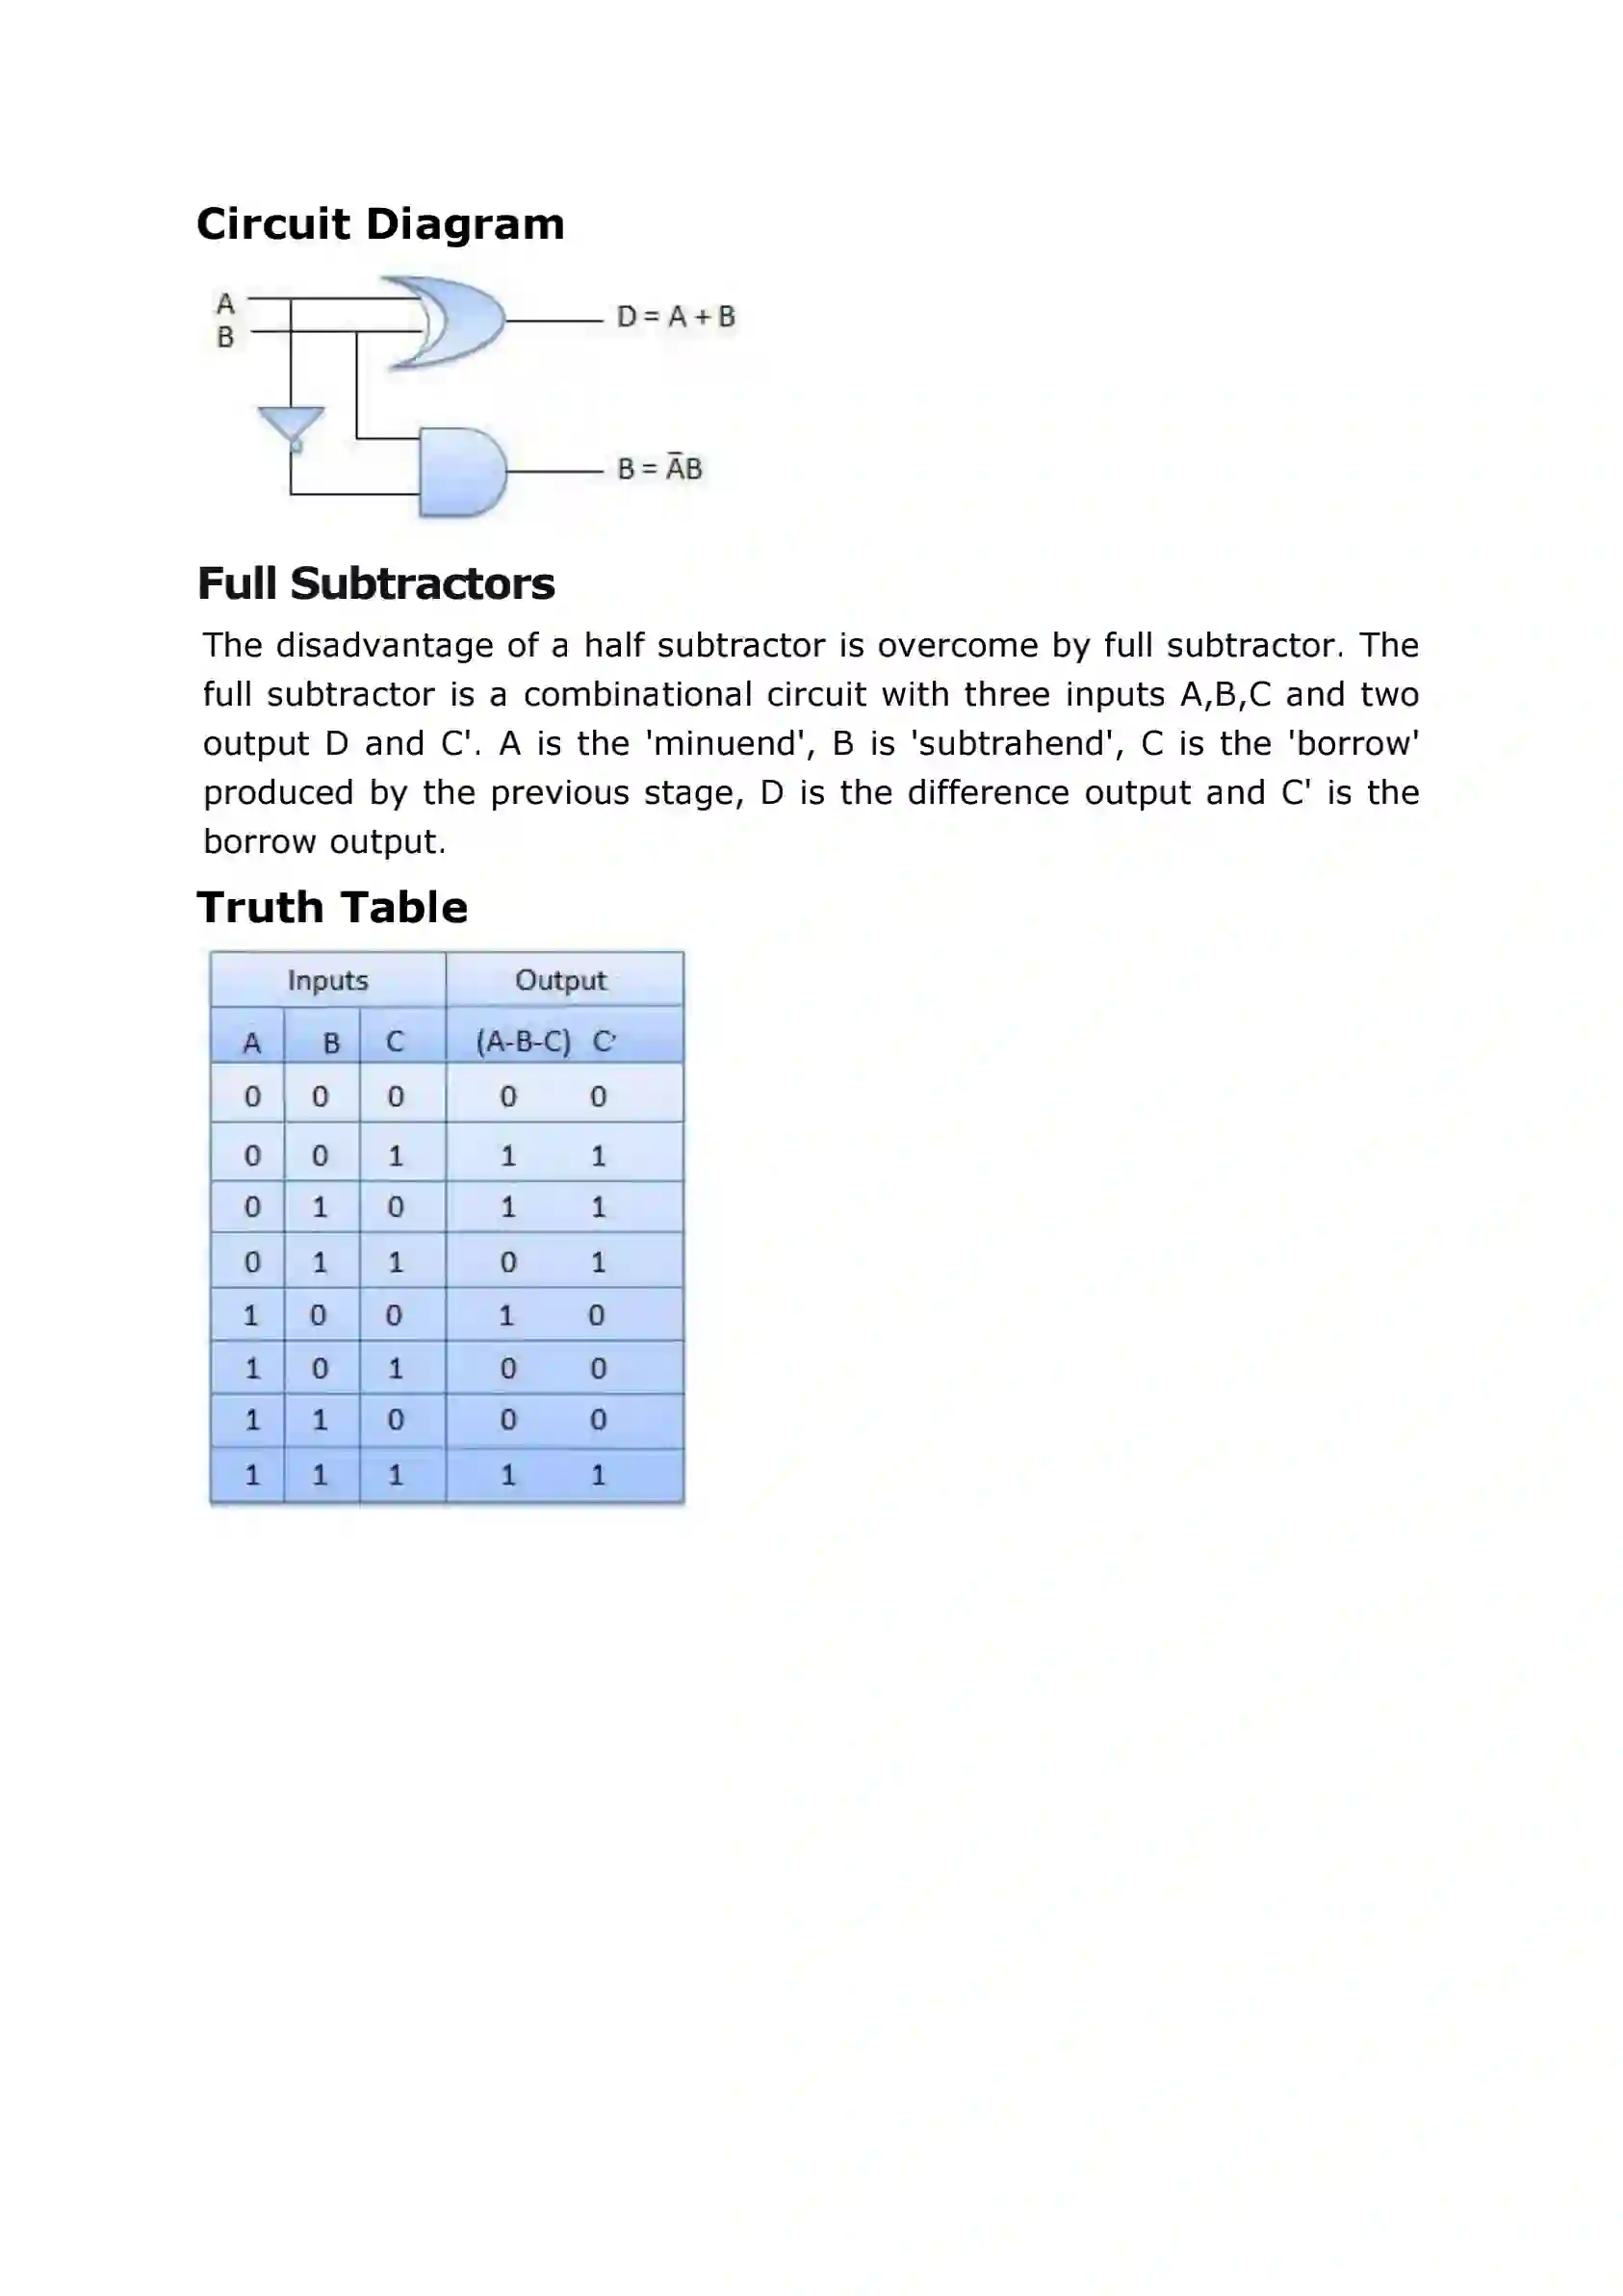 Circuit Diagram
A
B
D = A + B
B = A̅B
Full Subtractors
The disadvantage of a half subtractor is overcome by full subtractor. The
full subtractor is a combinational circuit with three inputs A,B,C and two
output D and C'. A is the 'minuend', B is 'subtrahend', C is the 'borrow'
produced by the previous stage, D is the difference output and C' is the
borrow output.
Truth Table
Inputs Output
A B C (A-B-C) C'
0 0 0 0 0
0 0 1 1 1
0 1 0 1 1
0 1 1 0 1
1 0 0 1 0
1 0 1 0 0
1 1 0 0 0
1 1 1 1 1